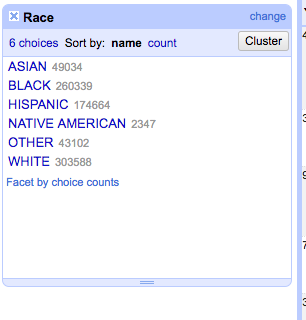 Race change
6 choices Sort by: name count Cluster
ASIAN 49034
BLACK 260339
HISPANIC 174664
NATIVE AMERICAN 2347
OTHER 43102
WHITE 303588
Facet by choice counts